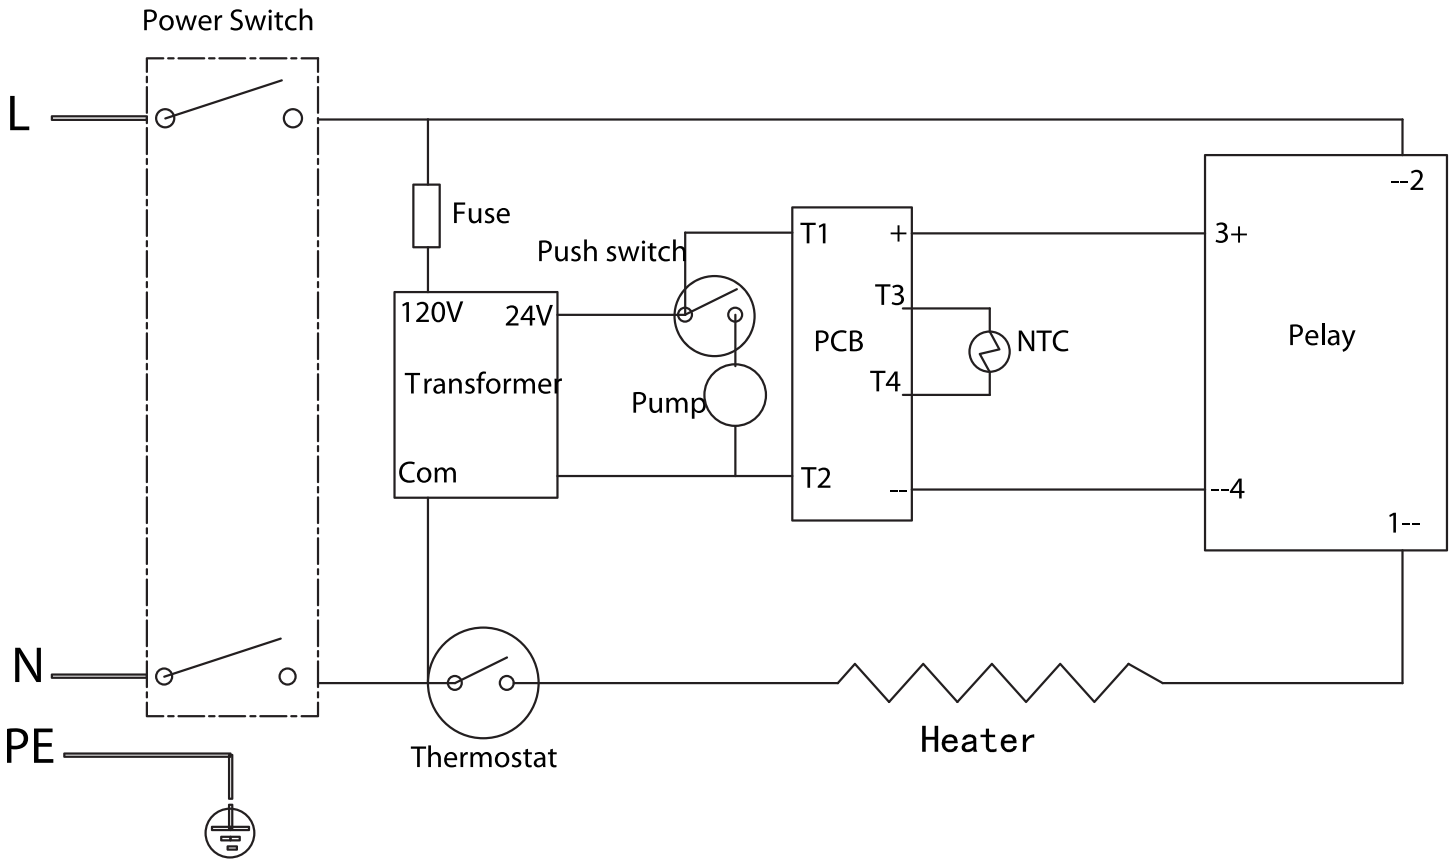 Power Switch
L
--2
Fuse
Push switch
T1
+
3+
120V
24V
T3
PCB
NTC
Pelay
Transformer
T4
Pump
Com
T2
--
--4
1--
N
PE
Thermostat
Heater